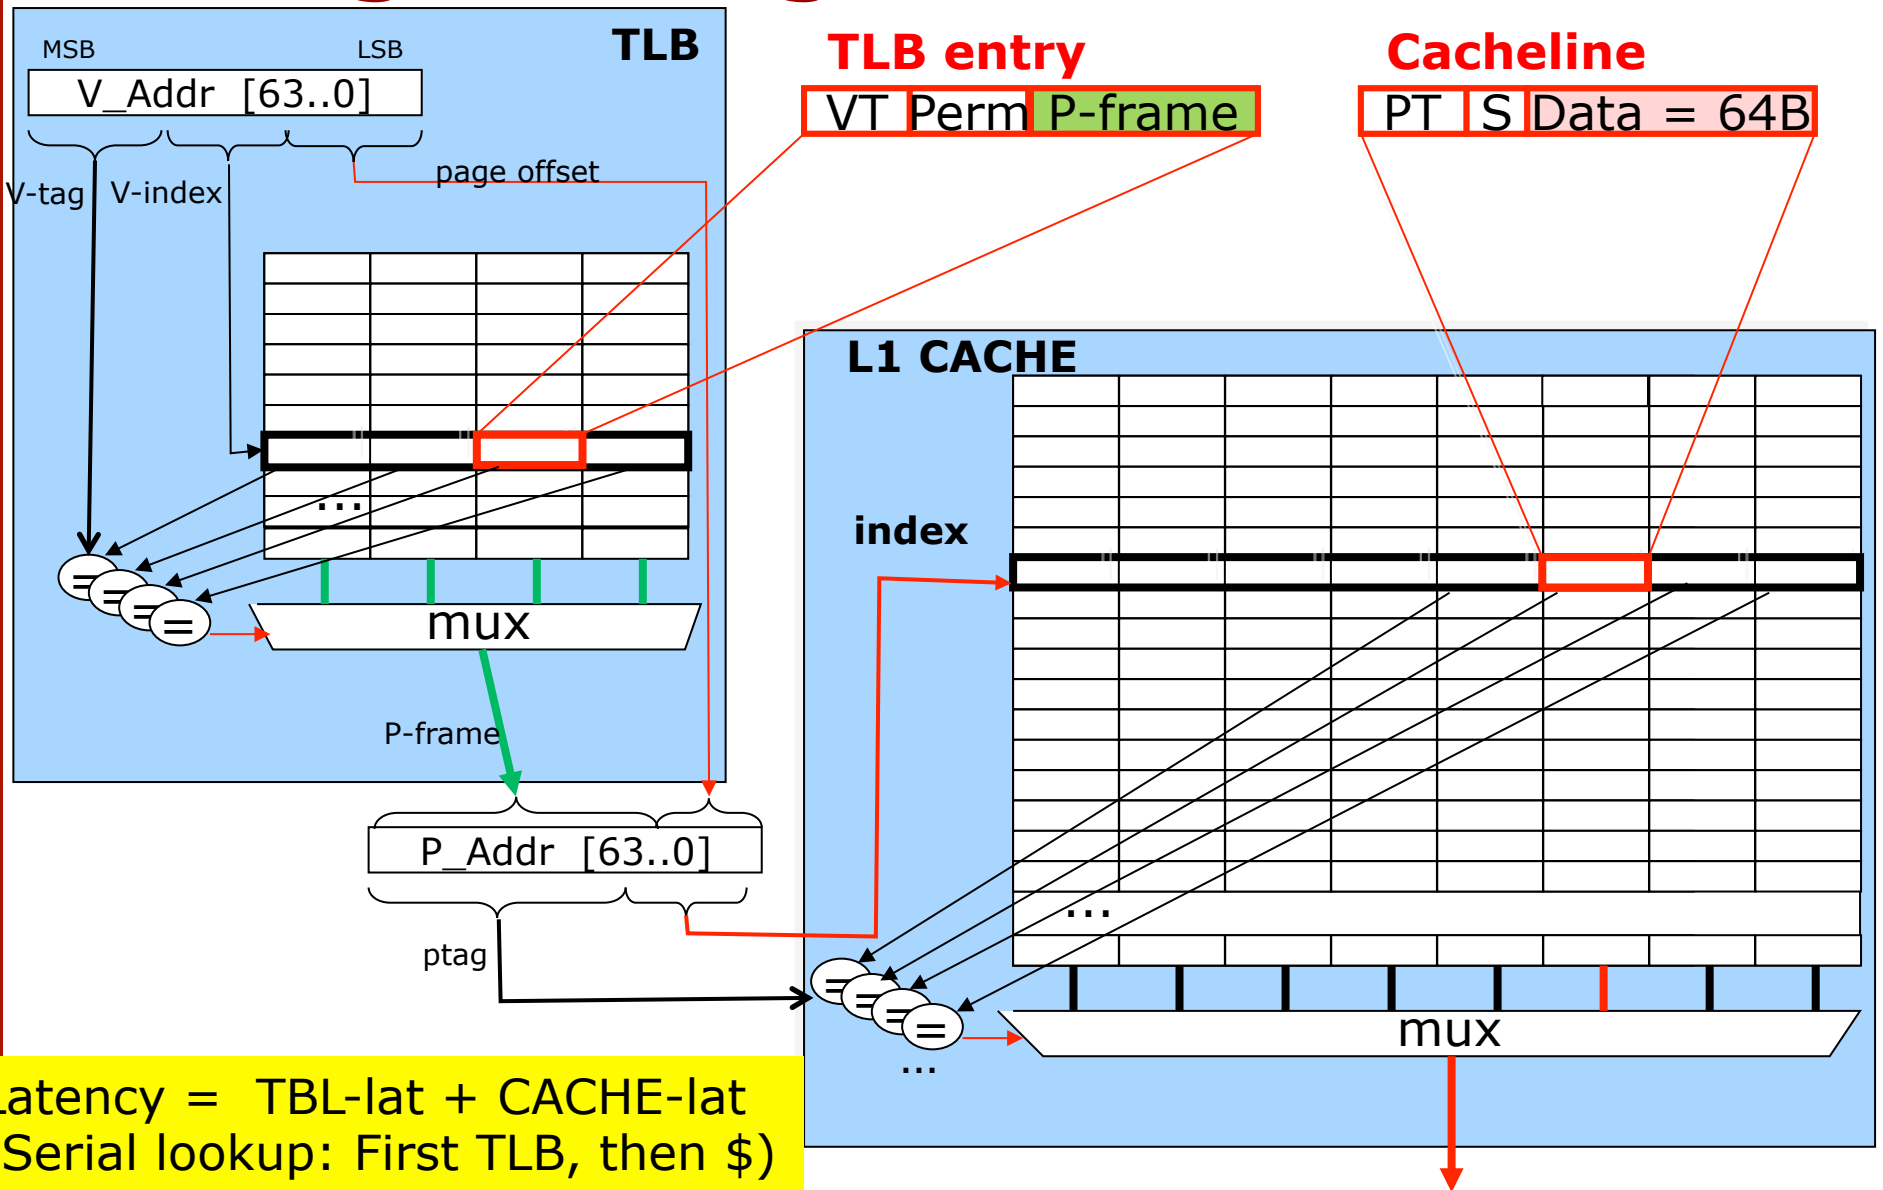 TLB
MSB LSB
V_Addr [63..0]
V-tag V-index page offset
...
= = = =
mux
P-frame
P_Addr [63..0]
ptag
TLB entry
VT Perm P-frame
Cacheline
PT S Data = 64B
L1 CACHE
index
...
= = = =
...
mux
Latency = TBL-lat + CACHE-lat
Serial lookup: First TLB, then $)